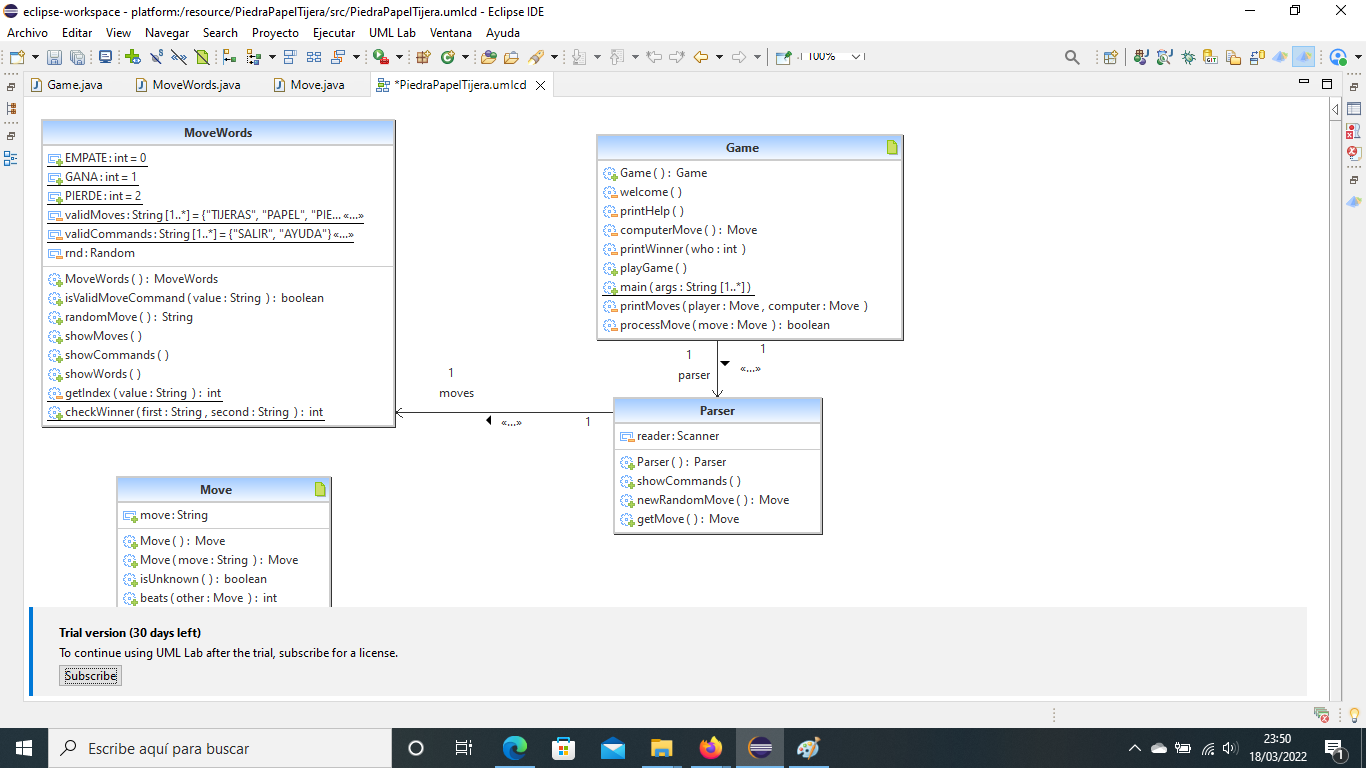 eclipse-workspace - platform:/resource/PiedraPapelTijera/src/PiedraPapelTijera.umlcd - Eclipse IDE
Archivo Editar View Navegar Search Proyecto Ejecutar UML Lab Ventana Ayuda
100%
Game.java MoveWords.java Move.java *PiedraPapelTijera.umlcd
MoveWords
EMPATE : int = 0
GANA : int = 1
PIERDE : int = 2
validMoves : String [1..*] = {"TIJERAS", "PAPEL", "PIE... «...»
validCommands : String [1..*] = {"SALIR", "AYUDA"} «...»
rnd : Random
MoveWords ( ) : MoveWords
isValidMoveCommand ( value : String ) : boolean
randomMove ( ) : String
showMoves ( )
showCommands ( )
showWords ( )
getIndex ( value : String ) : int
checkWinner ( first : String , second : String ) : int
Game
Game ( ) : Game
welcome ( )
printHelp ( )
computerMove ( ) : Move
printWinner ( who : int )
playGame ( )
main ( args : String [1..*] )
printMoves ( player : Move , computer : Move )
processMove ( move : Move ) : boolean
1 1
parser «...»
1
moves
«...» 1
Parser
reader : Scanner
Parser ( ) : Parser
showCommands ( )
newRandomMove ( ) : Move
getMove ( ) : Move
Move
move : String
Move ( ) : Move
Move ( move : String ) : Move
isUnknown ( ) : boolean
beats ( other : Move ) : int
Trial version (30 days left)
To continue using UML Lab after the trial, subscribe for a license.
Subscribe
Escribe aquí para buscar
23:50
18/03/2022
1